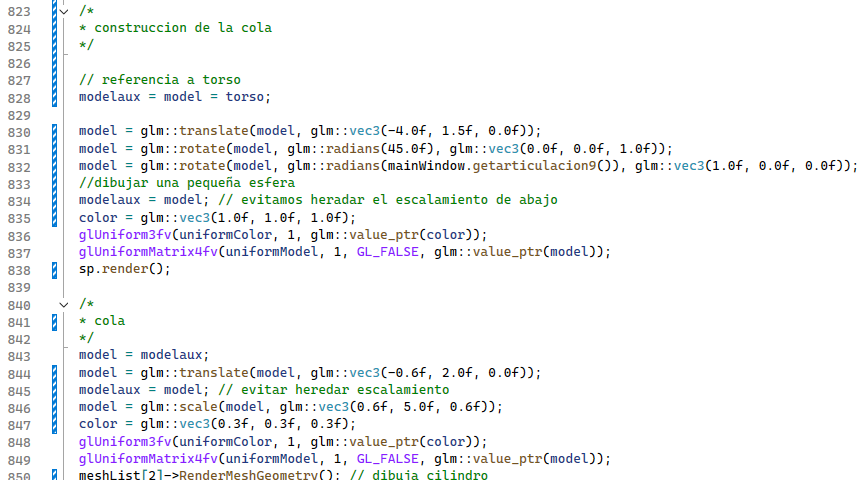 823 /*
824 * construccion de la cola
825 */
826
827 // referencia a torso
828 modelaux = model = torso;
829
830 model = glm::translate(model, glm::vec3(-4.0f, 1.5f, 0.0f));
831 model = glm::rotate(model, glm::radians(45.0f), glm::vec3(0.0f, 0.0f, 1.0f));
832 model = glm::rotate(model, glm::radians(mainWindow.getarticulacion9()), glm::vec3(1.0f, 0.0f, 0.0f));
833 //dibujar una pequeña esfera
834 modelaux = model; // evitamos heradar el escalamiento de abajo
835 color = glm::vec3(1.0f, 1.0f, 1.0f);
836 glUniform3fv(uniformColor, 1, glm::value_ptr(color));
837 glUniformMatrix4fv(uniformModel, 1, GL_FALSE, glm::value_ptr(model));
838 sp.render();
839
840 /*
841 * cola
842 */
843 model = modelaux;
844 model = glm::translate(model, glm::vec3(-0.6f, 2.0f, 0.0f));
845 modelaux = model; // evitar heredar escalamiento
846 model = glm::scale(model, glm::vec3(0.6f, 5.0f, 0.6f));
847 color = glm::vec3(0.3f, 0.3f, 0.3f);
848 glUniform3fv(uniformColor, 1, glm::value_ptr(color));
849 glUniformMatrix4fv(uniformModel, 1, GL_FALSE, glm::value_ptr(model));
850 meshList[2]->RenderMeshGeometry(); // dibuja cilindro